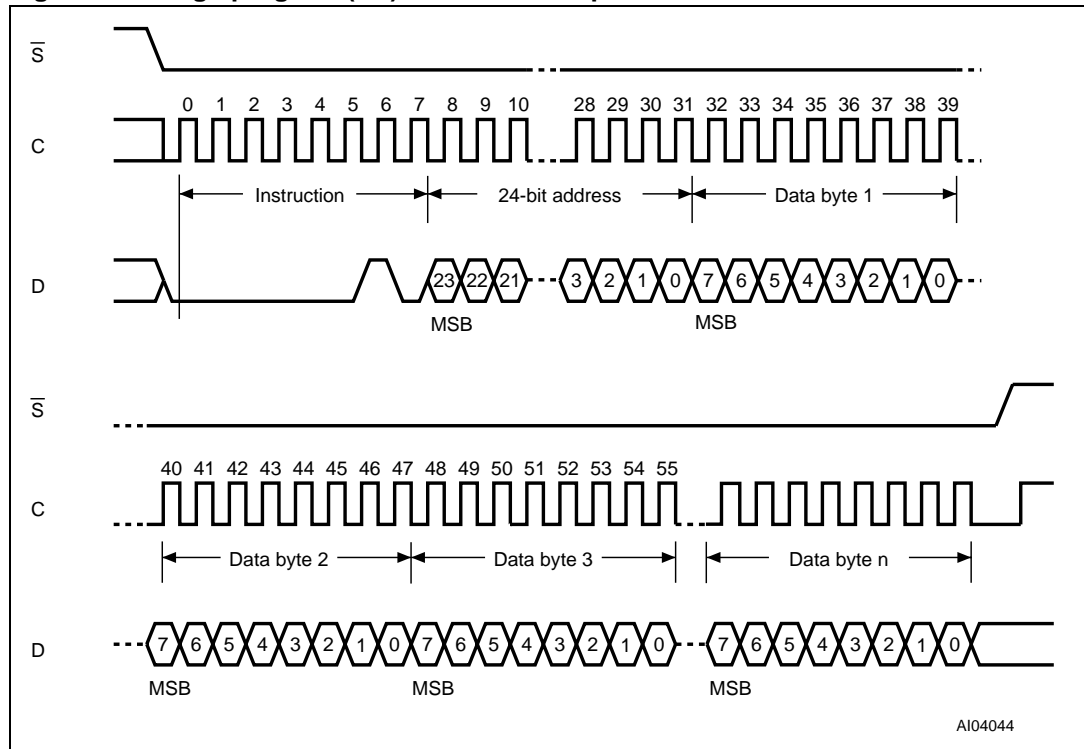 S
0 1 2 3 4 5 6 7 8 9 10 28 29 30 31 32 33 34 35 36 37 38 39
C
Instruction 24-bit address Data byte 1
D 23 22 21 3 2 1 0 7 6 5 4 3 2 1 0
MSB MSB
S
40 41 42 43 44 45 46 47 48 49 50 51 52 53 54 55
C
Data byte 2 Data byte 3 Data byte n
D 7 6 5 4 3 2 1 0 7 6 5 4 3 2 1 0 7 6 5 4 3 2 1 0
MSB MSB MSB
AI04044